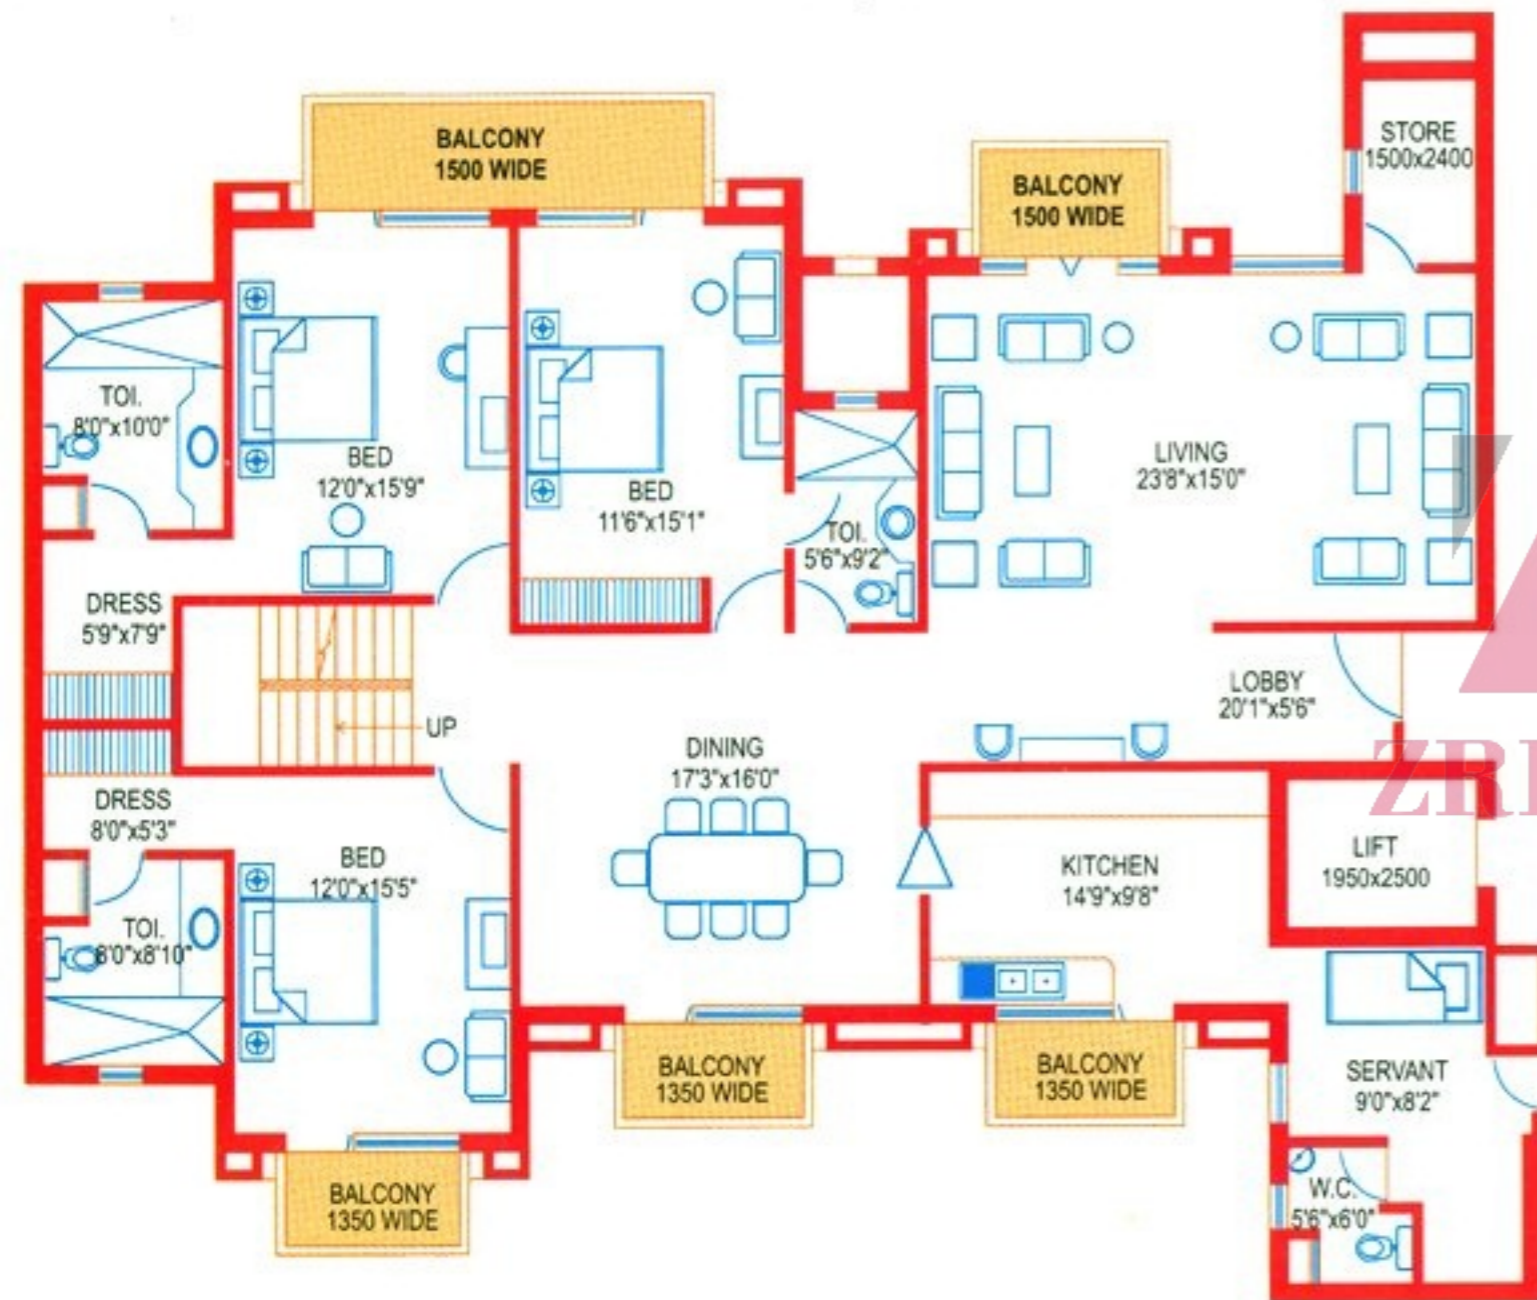 BALCONY
1500 WIDE
BALCONY
1500 WIDE
STORE
1500x2400
TOI.
8'0"x10'0"
BED
12'0"x15'9"
BED
11'6"x15'1"
TOI.
5'6"x9'2"
LIVING
23'8"x15'0"
DRESS
5'9"x7'9"
UP
LOBBY
20'1"x5'6"
DINING
17'3"x16'0"
ZRI
DRESS
8'0"x5'3"
BED
12'0"x15'5"
KITCHEN
14'9"x9'8"
LIFT
1950x2500
TOI.
8'0"x8'10"
BALCONY
1350 WIDE
BALCONY
1350 WIDE
SERVANT
9'0"x8'2"
BALCONY
1350 WIDE
W.C.
5'6"x6'0"